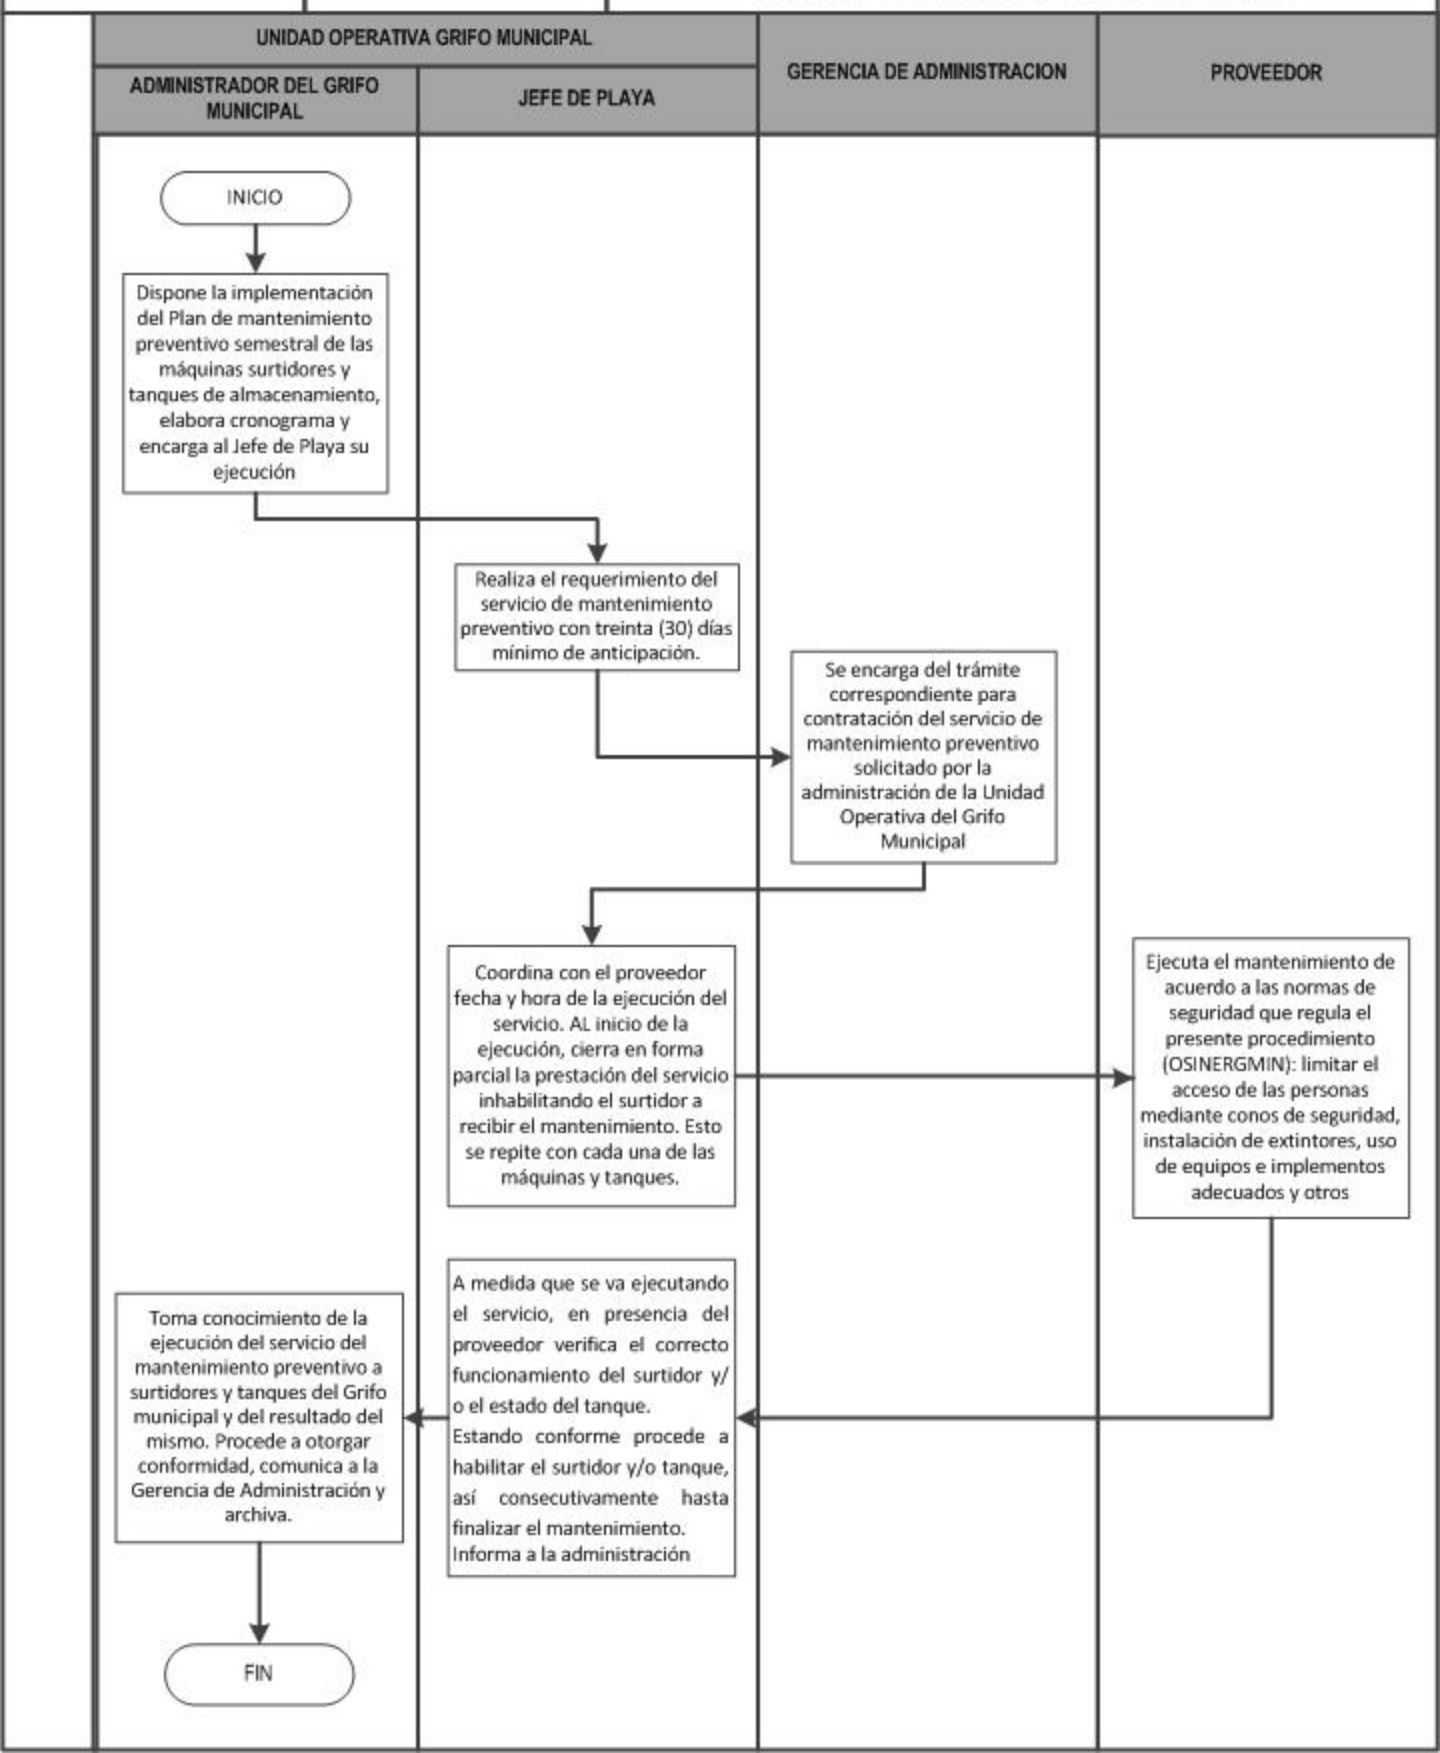 UNIDAD OPERATIVA GRIFO MUNICIPAL
GERENCIA DE ADMINISTRACION
PROVEEDOR
ADMINISTRADOR DEL GRIFO
MUNICIPAL
JEFE DE PLAYA
INICIO
Dispone la implementación
del Plan de mantenimiento
preventivo semestral de las
máquinas surtidores y
tanques de almacenamiento,
elabora cronograma y
encarga al Jefe de Playa su
ejecución
Realiza el requerimiento del
servicio de mantenimiento
preventivo con treinta (30) días
mínimo de anticipación.
Se encarga del trámite
correspondiente para
contratación del servicio de
mantenimiento preventivo
solicitado por la
administración de la Unidad
Operativa del Grifo
Municipal
Coordina con el proveedor
fecha y hora de la ejecución del
servicio. AL inicio de la
ejecución, cierra en forma
parcial la prestación del servicio
inhabilitando el surtidor a
recibir el mantenimiento. Esto
se repite con cada una de las
máquinas y tanques.
Ejecuta el mantenimiento de
acuerdo a las normas de
seguridad que regula el
presente procedimiento
(OSINERGMIN): limitar el
acceso de las personas
mediante conos de seguridad,
instalación de extintores, uso
de equipos e implementos
adecuados y otros
A medida que se va ejecutando
el servicio, en presencia del
proveedor verifica el correcto
funcionamiento del surtidor y/
o el estado del tanque.
Estando conforme procede a
habilitar el surtidor y/o tanque,
así consecutivamente hasta
finalizar el mantenimiento.
Informa a la administración
Toma conocimiento de la
ejecución del servicio del
mantenimiento preventivo a
surtidores y tanques del Grifo
municipal y del resultado del
mismo. Procede a otorgar
conformidad, comunica a la
Gerencia de Administración y
archiva.
FIN